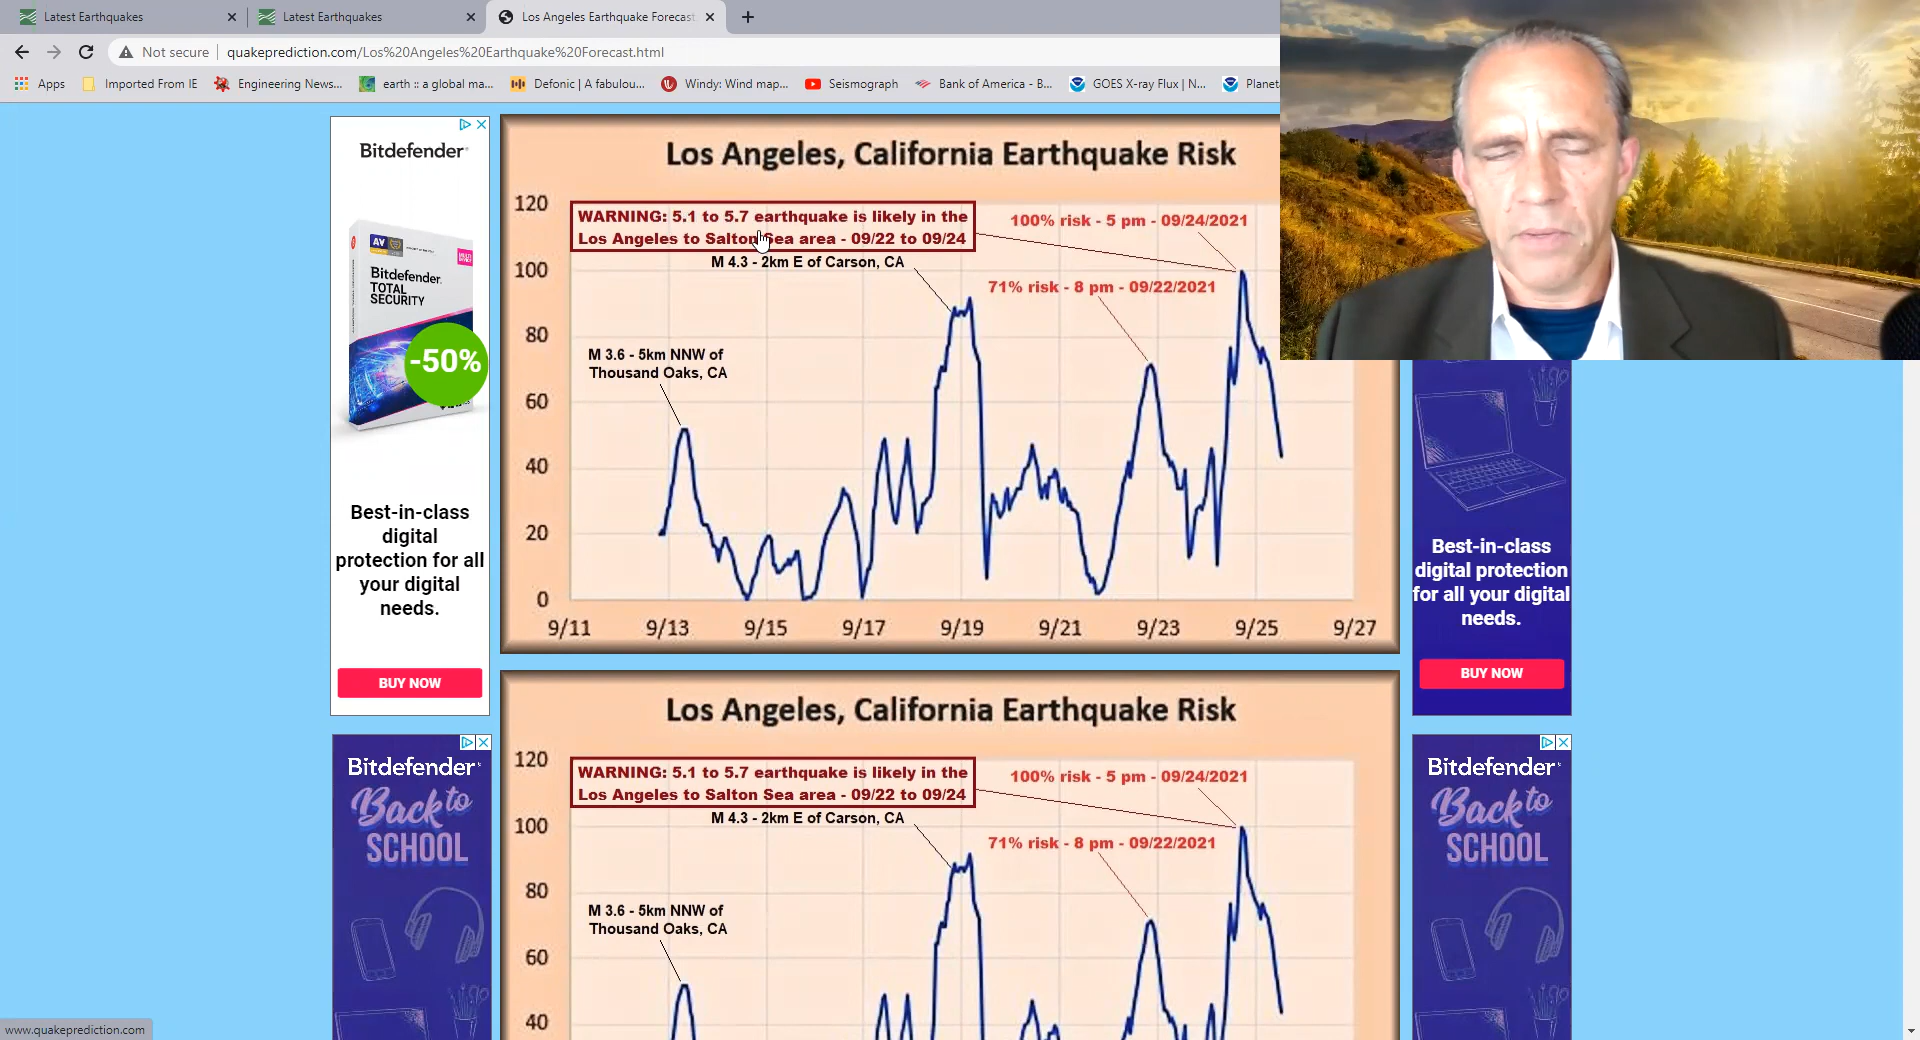 Latest Earthquakes
Latest Earthquakes
Los Angeles Earthquake Forecast
Not secure
quakeprediction.com/Los%20Angeles%20Earthquake%20Forecast.html
Apps
Imported From IE
Engineering News...
earth :: a global ma...
Defonic | A fabulou...
Windy: Wind map...
Seismograph
Bank of America - B...
GOES X-ray Flux | N...
Planet
Bitdefender
AV
Bitdefender
TOTAL
SECURITY
-50%
Best-in-class
digital
protection for all
your digital
needs.
BUY NOW
Los Angeles, California Earthquake Risk
120
100
80
60
40
20
0
WARNING: 5.1 to 5.7 earthquake is likely in the
Los Angeles to Salton Sea area - 09/22 to 09/24
100% risk - 5 pm - 09/24/2021
M 4.3 - 2km E of Carson, CA
71% risk - 8 pm - 09/22/2021
M 3.6 - 5km NNW of
Thousand Oaks, CA
9/11
9/13
9/15
9/17
9/19
9/21
9/23
9/25
9/27
Best-in-class
digital protection
for all your digital
needs.
BUY NOW
Bitdefender
Back to
SCHOOL
Los Angeles, California Earthquake Risk
120
100
80
60
40
WARNING: 5.1 to 5.7 earthquake is likely in the
Los Angeles to Salton Sea area - 09/22 to 09/24
100% risk - 5 pm - 09/24/2021
M 4.3 - 2km E of Carson, CA
71% risk - 8 pm - 09/22/2021
M 3.6 - 5km NNW of
Thousand Oaks, CA
Bitdefender
Back to
SCHOOL
www.quakeprediction.com